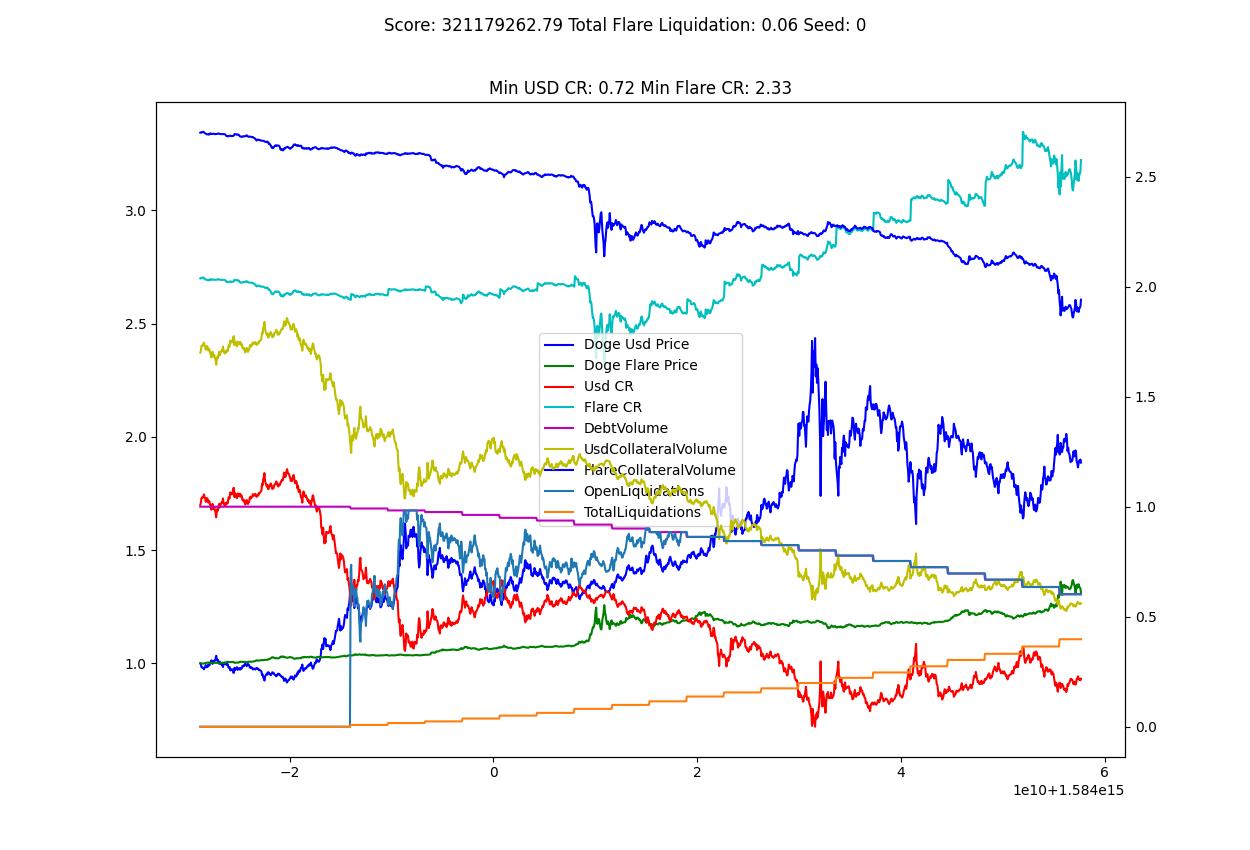 Score: 321179262.79 Total Flare Liquidation: 0.06 Seed: 0
Min USD CR: 0.72 Min Flare CR: 2.33
3.0
2.5
2.0
1.5
1.0
2.5
2.0
1.5
1.0
0.5
0.0
Doge Usd Price
Doge Flare Price
Usd CR
Flare CR
DebtVolume
UsdCollateralVolume
FlareCollateralVolume
OpenLiquidations
TotalLiquidations
−2
0
2
4
6
1e10+1.584e15